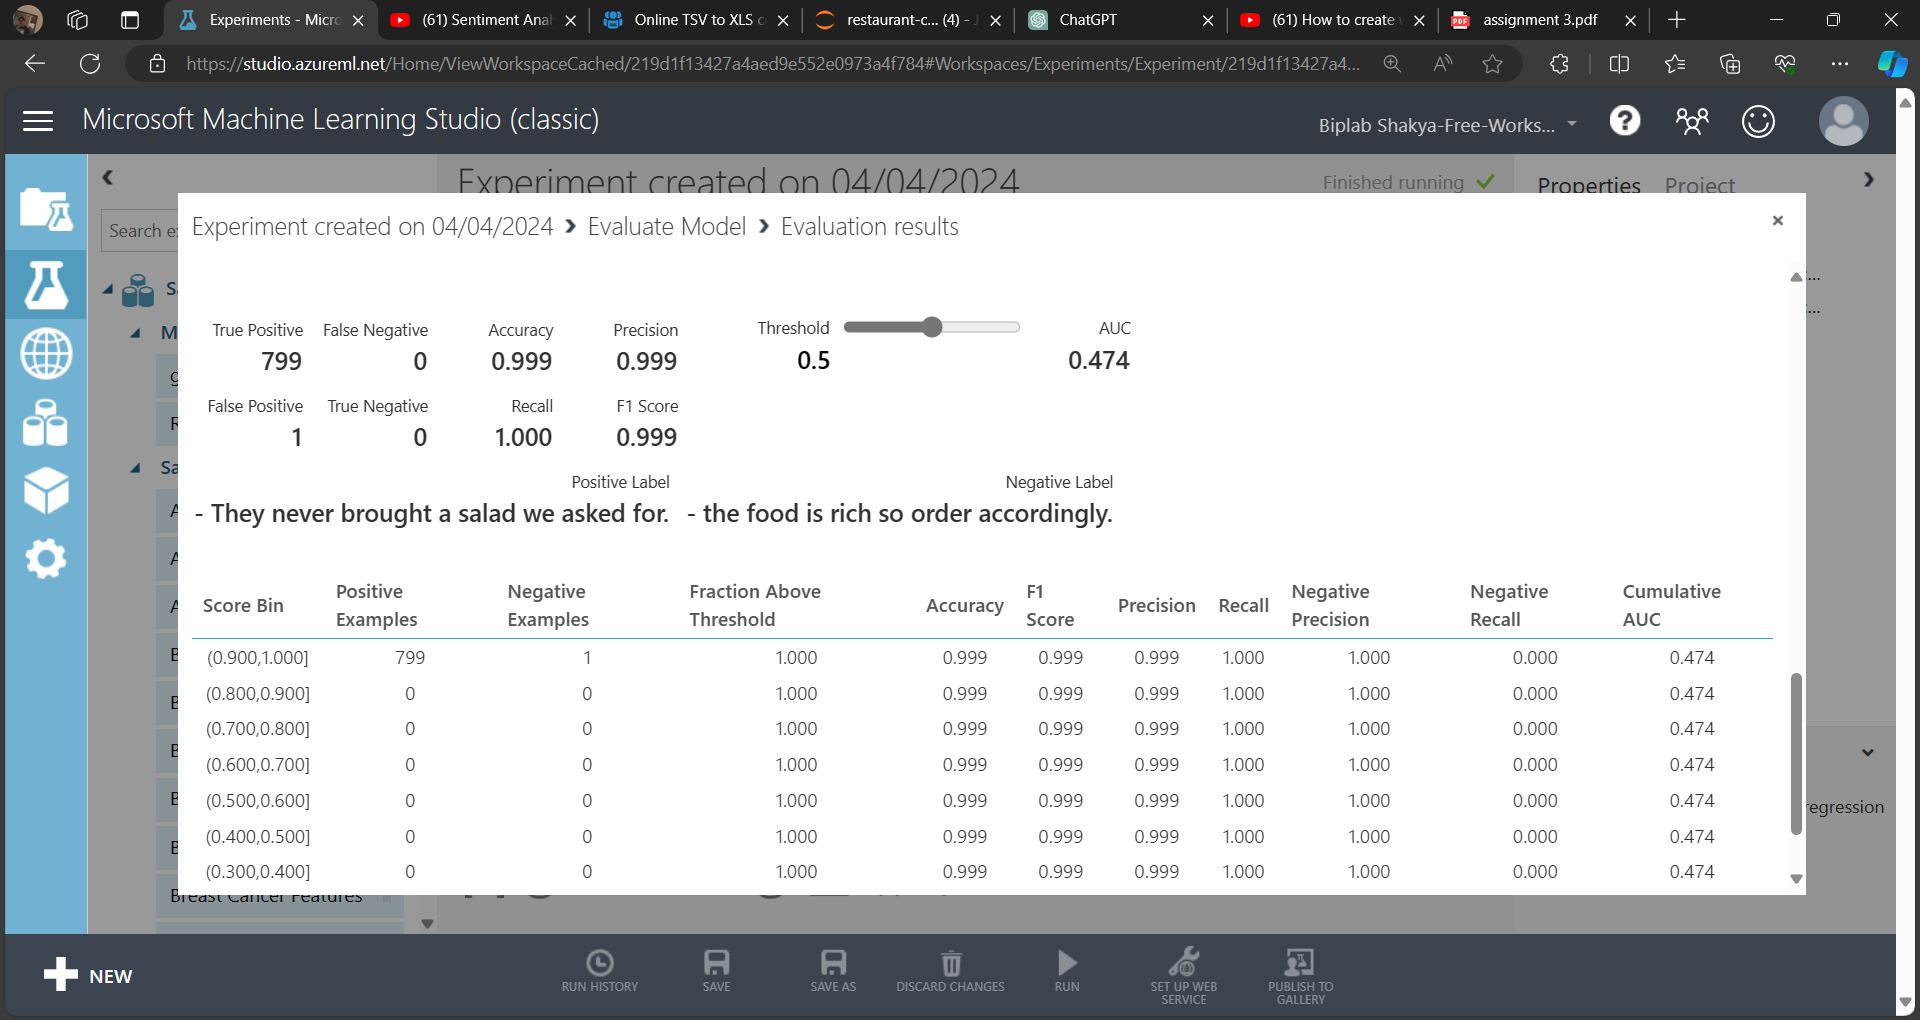 Experiments - Micro
(61) Sentiment Anal
Online TSV to XLS c
restaurant-c... (4) - J
ChatGPT
(61) How to create
assignment 3.pdf
https://studio.azureml.net/Home/ViewWorkspaceCached/219d1f13427a4aed9e552e0973a4f784#Workspaces/Experiments/Experiment/219d1f13427a4...
Microsoft Machine Learning Studio (classic)
Biplab Shakya-Free-Works...
Experiment created on 04/04/2024
Finished running
Properties Project
Search e
Experiment created on 04/04/2024 > Evaluate Model > Evaluation results
True Positive False Negative Accuracy Precision Threshold AUC
799 0 0.999 0.999 0.5 0.474
False Positive True Negative Recall F1 Score
1 0 1.000 0.999
Positive Label Negative Label
- They never brought a salad we asked for. - the food is rich so order accordingly.
Score Bin Positive Examples Negative Examples Fraction Above Threshold Accuracy F1 Score Precision Recall Negative Precision Negative Recall Cumulative AUC
(0.900,1.000] 799 1 1.000 0.999 0.999 0.999 1.000 1.000 0.000 0.474
(0.800,0.900] 0 0 1.000 0.999 0.999 0.999 1.000 1.000 0.000 0.474
(0.700,0.800] 0 0 1.000 0.999 0.999 0.999 1.000 1.000 0.000 0.474
(0.600,0.700] 0 0 1.000 0.999 0.999 0.999 1.000 1.000 0.000 0.474
(0.500,0.600] 0 0 1.000 0.999 0.999 0.999 1.000 1.000 0.000 0.474
(0.400,0.500] 0 0 1.000 0.999 0.999 0.999 1.000 1.000 0.000 0.474
(0.300,0.400] 0 0 1.000 0.999 0.999 0.999 1.000 1.000 0.000 0.474
regression
Breast Cancer Features
NEW
RUN HISTORY
SAVE
SAVE AS
DISCARD CHANGES
RUN
SET UP WEB SERVICE
PUBLISH TO GALLERY